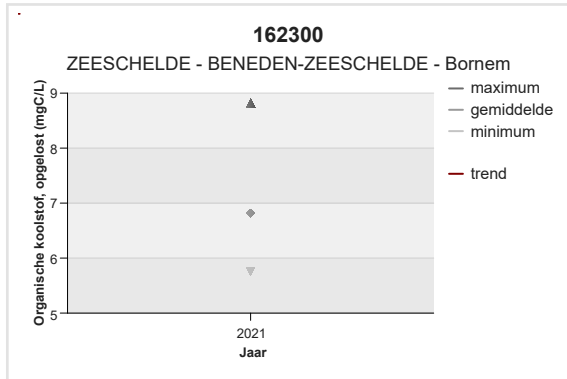 162300
ZEESCHELDE - BENEDEN-ZEESCHELDE - Bornem
Organische koolstof, opgelost (mgC/L)
9
8
7
6
5
2021
Jaar
maximum
gemiddelde
minimum
trend